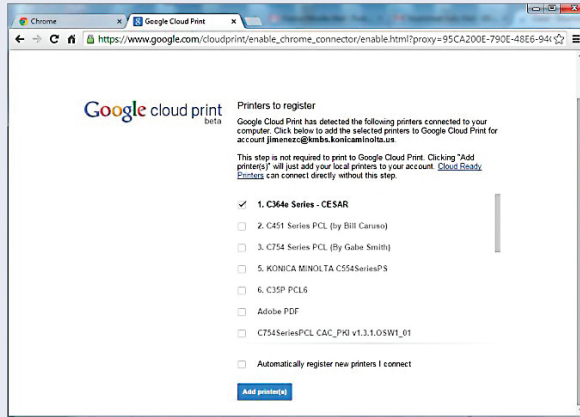 Chrome
Google Cloud Print
https://www.google.com/cloudprint/enable_chrome_connector/enable.html?proxy=95CA200E-790E-48E6-94
Google cloud print
beta
Printers to register
Google Cloud Print has detected the following printers connected to your
computer. Click below to add the selected printers to Google Cloud Print for
account jimenezc@kmbs.konicaminolta.us.
This step is not required to print to Google Cloud Print. Clicking "Add
printer(s)" will just add your local printers to your account. Cloud Ready
Printers can connect directly without this step.
1. C364e Series - CESAR
2. C451 Series PCL (by Bill Caruso)
3. C754 Series PCL (By Gabe Smith)
5. KONICA MINOLTA C554SeriesPS
6. C35P PCL6
Adobe PDF
C754SeriesPCL CAC_PKI v1.3.1.OSW1_01
Automatically register new printers I connect
Add printer(s)